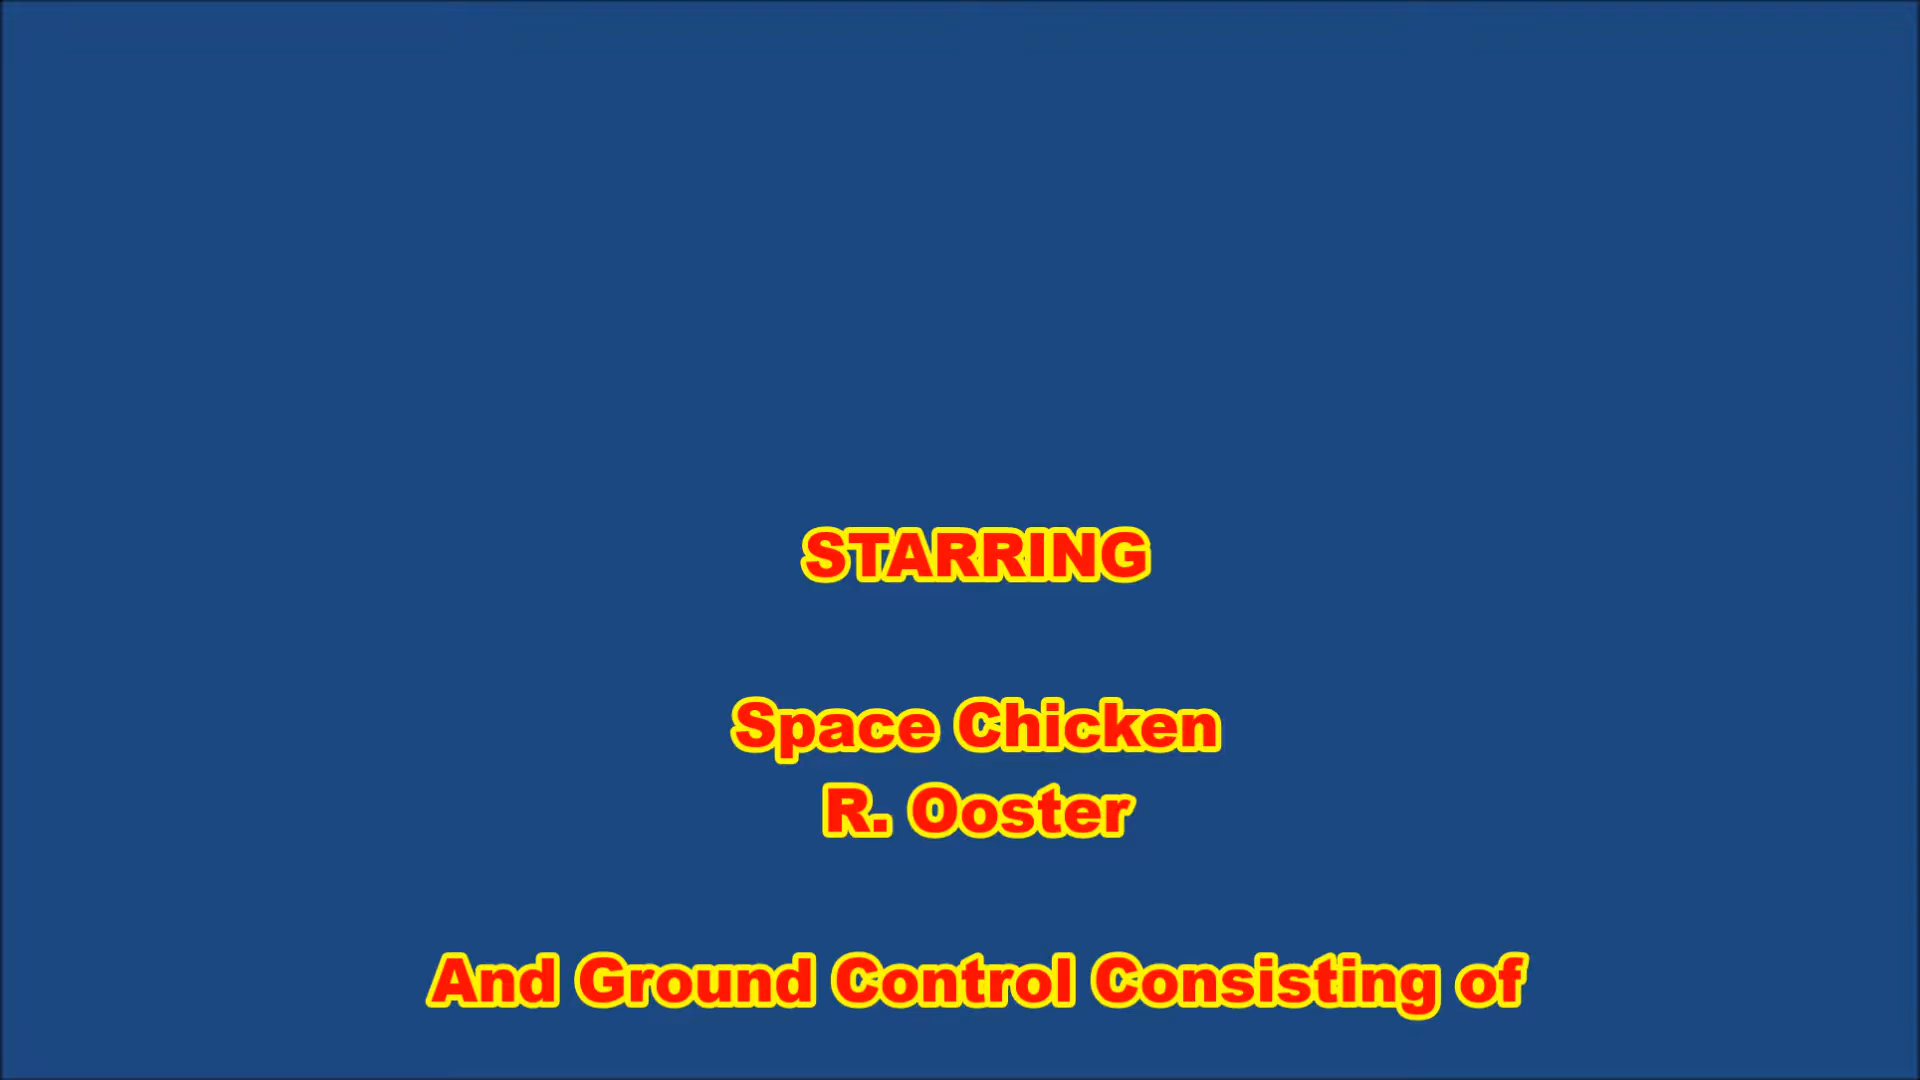 STARRING
Space Chicken
R. Ooster
And Ground Control Consisting of